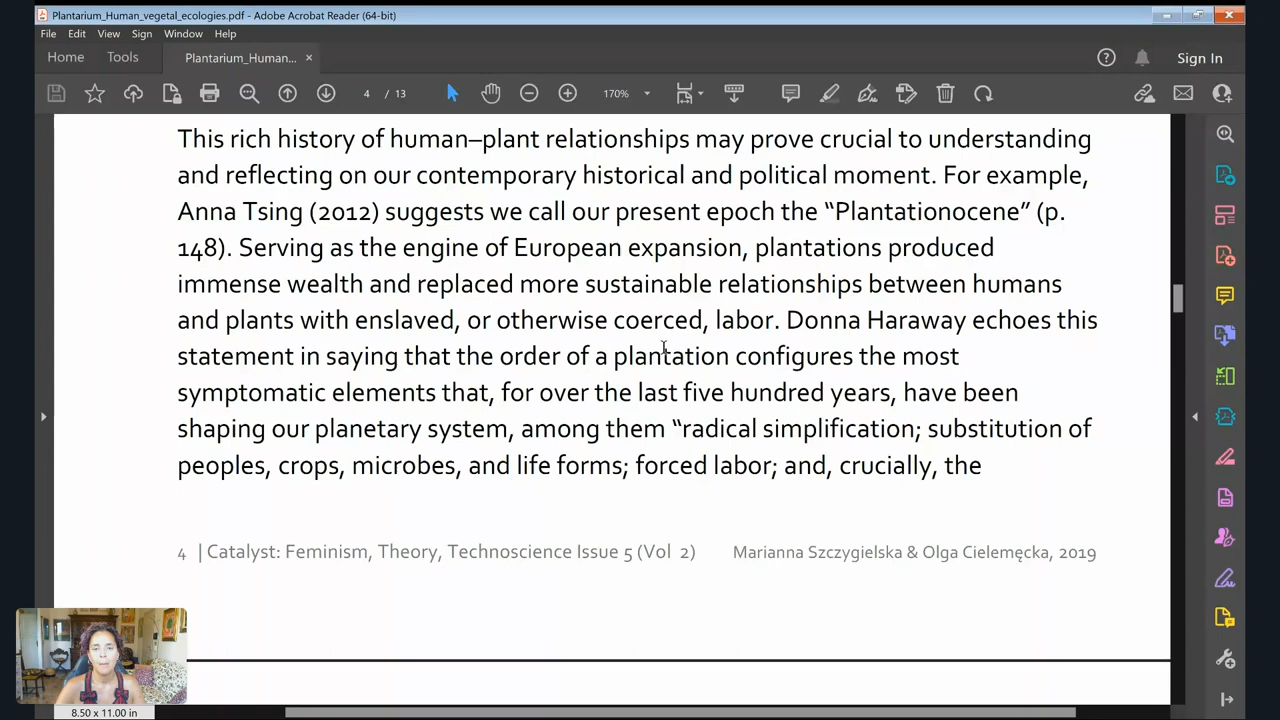 Plantarium_Human_vegetal_ecologies.pdf - Adobe Acrobat Reader (64-bit)
File Edit View Sign Window Help
Home Tools Plantarium_Human... × Sign In
4 / 13 170%
This rich history of human–plant relationships may prove crucial to understanding
and reflecting on our contemporary historical and political moment. For example,
Anna Tsing (2012) suggests we call our present epoch the “Plantationocene” (p.
148). Serving as the engine of European expansion, plantations produced
immense wealth and replaced more sustainable relationships between humans
and plants with enslaved, or otherwise coerced, labor. Donna Haraway echoes this
statement in saying that the order of a plantation configures the most
symptomatic elements that, for over the last five hundred years, have been
shaping our planetary system, among them “radical simplification; substitution of
peoples, crops, microbes, and life forms; forced labor; and, crucially, the
4 | Catalyst: Feminism, Theory, Technoscience Issue 5 (Vol 2) Marianna Szczygielska & Olga Cielemęcka, 2019
8.50 x 11.00 in